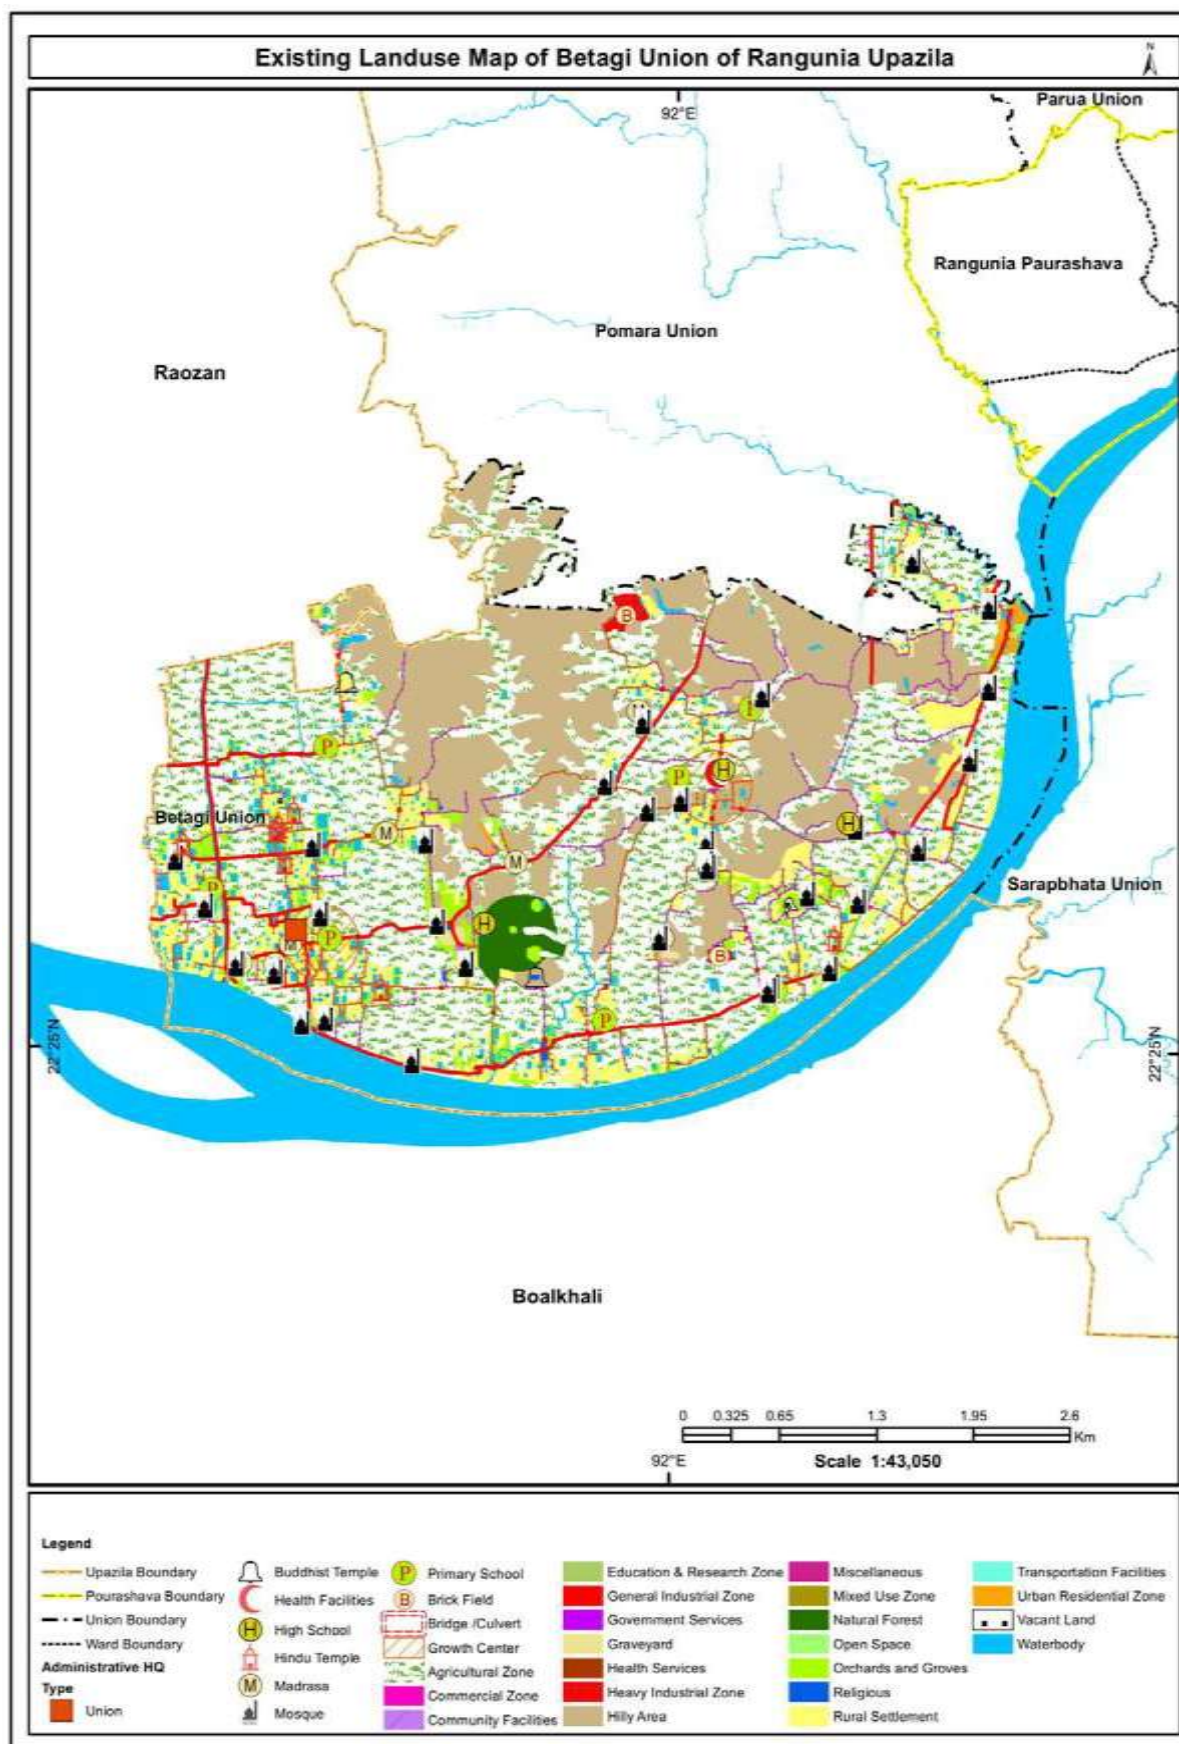 Existing Landuse Map of Betagi Union of Rangunia Upazila
N
92°E
Parua Union
Rangunia Paurashava
Pomara Union
Raozan
Betagi Union
Sarapbhata Union
22°25'N
22°25'N
Boalkhali
0 0.325 0.65 1.3 1.95 2.6
Km
92°E
Scale 1:43,050
Legend
Upazila Boundary
Pourashava Boundary
Union Boundary
Ward Boundary
Administrative HQ
Type
Union
Buddhist Temple
Health Facilities
H High School
Hindu Temple
M Madrasa
Mosque
P Primary School
B Brick Field
Bridge /Culvert
Growth Center
Agricultural Zone
Commercial Zone
Community Facilities
Education & Research Zone
General Industrial Zone
Government Services
Graveyard
Health Services
Heavy Industrial Zone
Hilly Area
Miscellaneous
Mixed Use Zone
Natural Forest
Open Space
Orchards and Groves
Religious
Rural Settlement
Transportation Facilities
Urban Residential Zone
Vacant Land
Waterbody